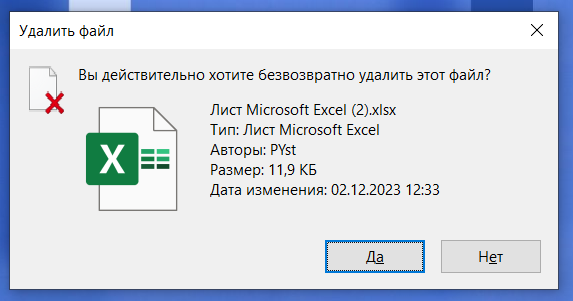 Удалить файл
Вы действительно хотите безвозвратно удалить этот файл?
Лист Microsoft Excel (2).xlsx
Тип: Лист Microsoft Excel
Авторы: PYst
Размер: 11,9 КБ
Дата изменения: 02.12.2023 12:33
X
Да
Нет